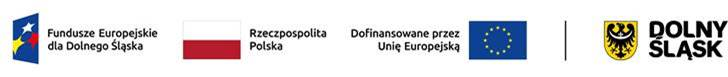 Fundusze Europejskie
dla Dolnego Śląska
Rzeczpospolita
Polska
Dofinansowane przez
Unię Europejską
DOLNY
ŚLĄSK